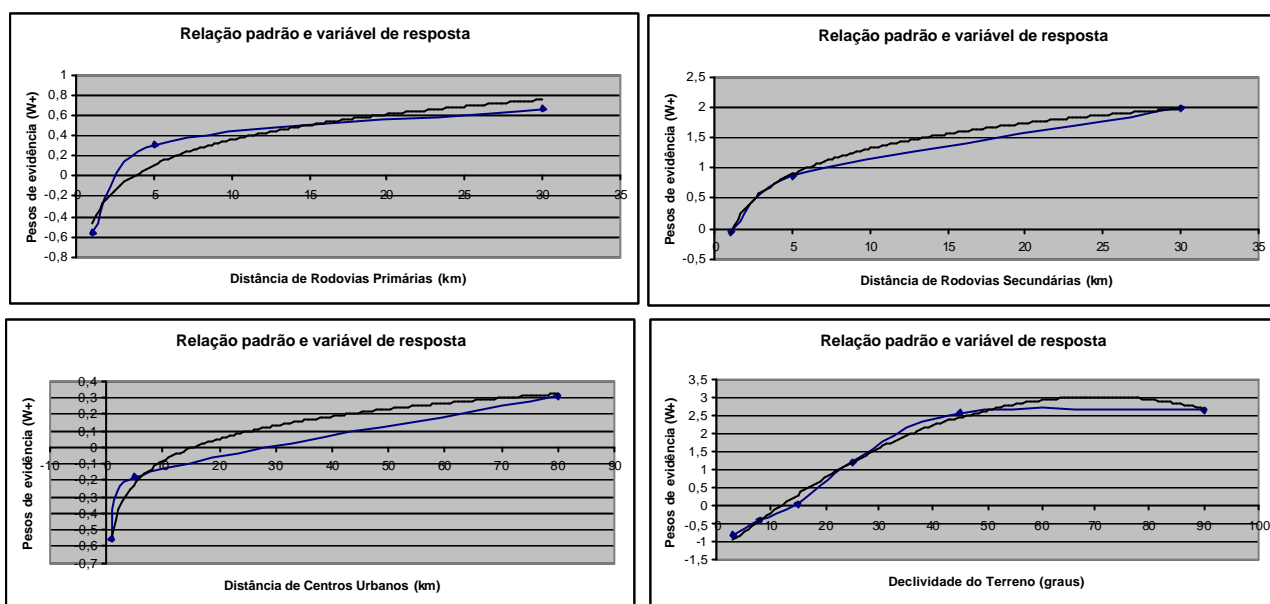 Relação padrão e variável de resposta
Pesos de evidência (W+)
1
0,8
0,6
0,4
0,2
0
-0,2
-0,4
-0,6
-0,8
0 5 10 15 20 25 30 35
Distância de Rodovias Primárias (km)
Relação padrão e variável de resposta
Pesos de evidência (W+)
2,5
2
1,5
1
0,5
0
-0,5
0 5 10 15 20 25 30 35
Distância de Rodovias Secundárias (km)
Relação padrão e variável de resposta
Pesos de evidência (W+)
0,4
0,3
0,2
0,1
0
-0,1
-0,2
-0,3
-0,4
-0,5
-0,6
-0,7
-10 0 10 20 30 40 50 60 70 80 90
Distância de Centros Urbanos (km)
Relação padrão e variável de resposta
Pesos de evidência (W+)
3,5
3
2,5
2
1,5
1
0,5
0
-0,5
-1
-1,5
0 10 20 30 40 50 60 70 80 90 100
Declividade do Terreno (graus)